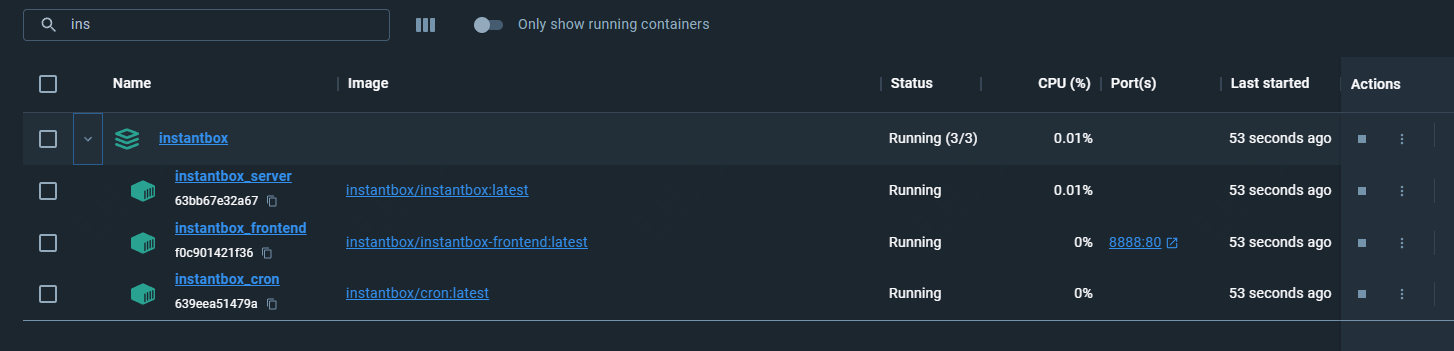 ins
Only show running containers
Name Image Status CPU (%) Port(s) Last started Actions
instantbox Running (3/3) 0.01% 53 seconds ago
instantbox_server
63bb67e32a67 instantbox/instantbox:latest Running 0.01% 53 seconds ago
instantbox_frontend
f0c901421f36 instantbox/instantbox-frontend:latest Running 0% 8888:80 53 seconds ago
instantbox_cron
639eea51479a instantbox/cron:latest Running 0% 53 seconds ago